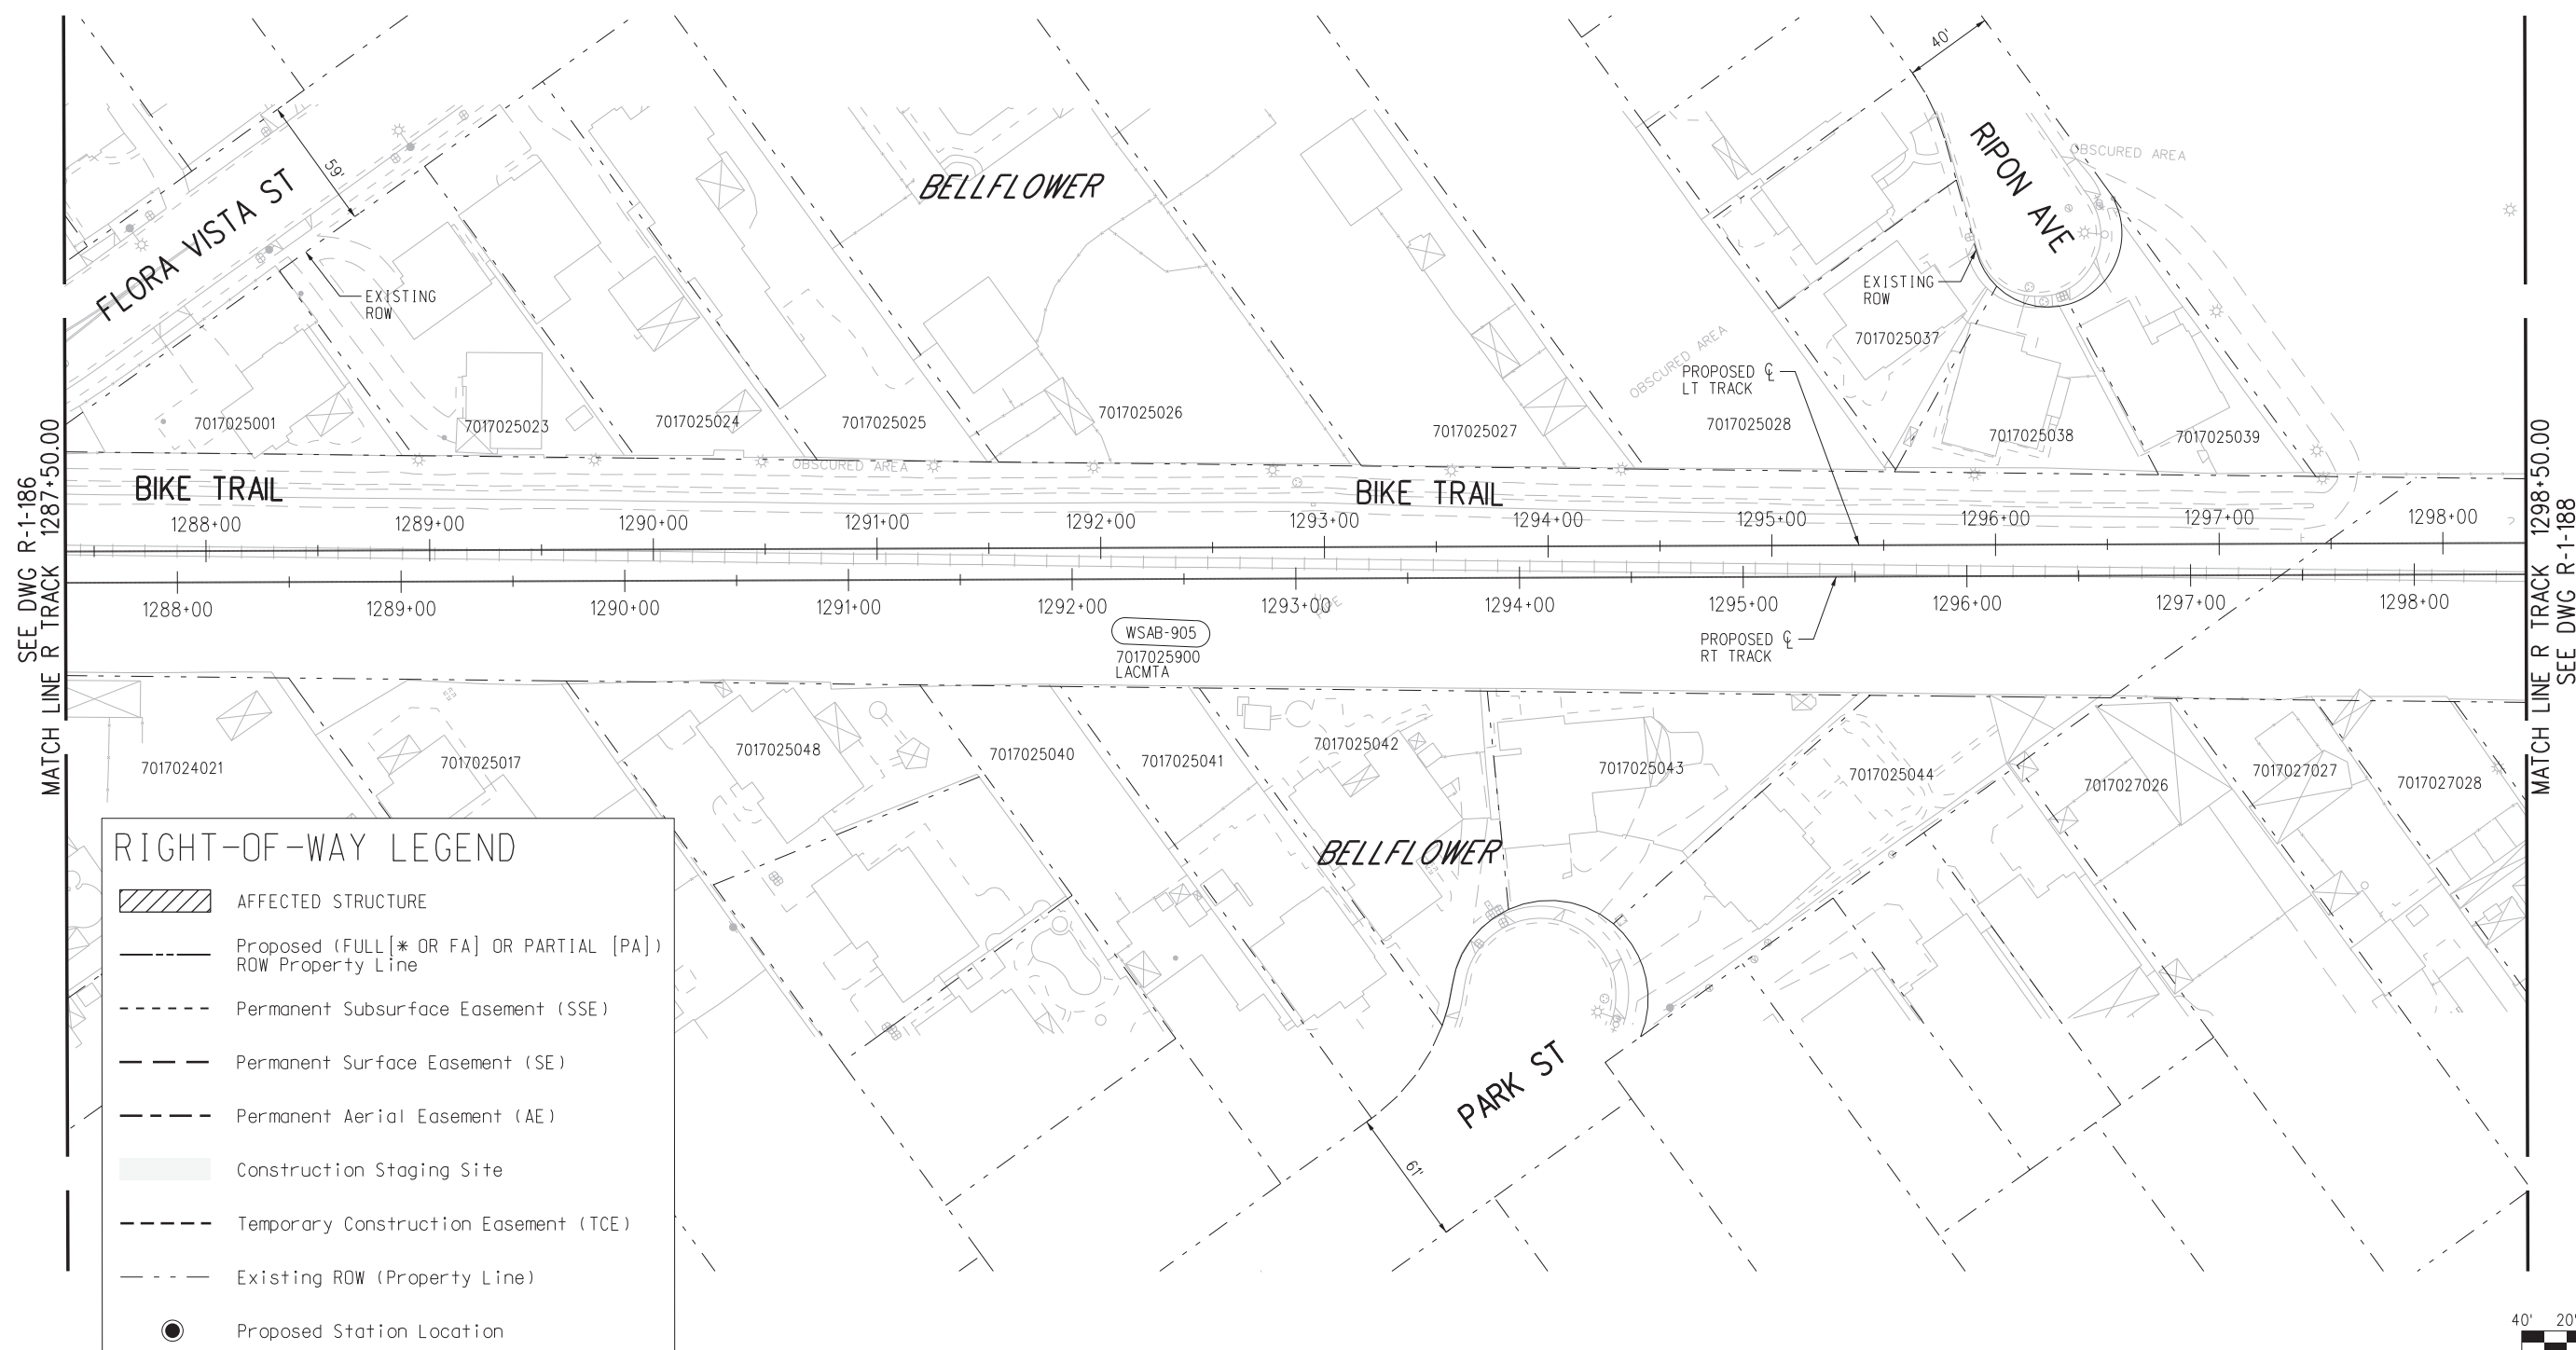 40'
RIPON AVE
OBSCURED AREA
59'
FLORA VISTA ST
BELLFLOWER
EXISTING
ROW
EXISTING
ROW
7017025037
OBSCURED AREA
PROPOSED ℄
LT TRACK
7017025001
7017025023
7017025024
7017025025
7017025026
7017025027
7017025028
7017025038
7017025039
OBSCURED AREA
BIKE TRAIL
BIKE TRAIL
1288+00
1289+00
1290+00
1291+00
1292+00
1293+00
1294+00
1295+00
1296+00
1297+00
1298+00
SEE DWG R-1-186
MATCH LINE R TRACK 1287+50.00
MATCH LINE R TRACK 1298+50.00
SEE DWG R-1-188
1288+00
1289+00
1290+00
1291+00
1292+00
1293+00
1294+00
1295+00
1296+00
1297+00
1298+00
WSAB-905
7017025900
LACMTA
PROPOSED ℄
RT TRACK
7017024021
7017025017
7017025048
7017025040
7017025041
7017025042
7017025043
7017025044
7017027026
7017027027
7017027028
BELLFLOWER
PARK ST
61'
RIGHT-OF-WAY LEGEND
AFFECTED STRUCTURE
Proposed (FULL[* OR FA] OR PARTIAL [PA])
ROW Property Line
Permanent Subsurface Easement (SSE)
Permanent Surface Easement (SE)
Permanent Aerial Easement (AE)
Construction Staging Site
Temporary Construction Easement (TCE)
Existing ROW (Property Line)
Proposed Station Location
40' 20'